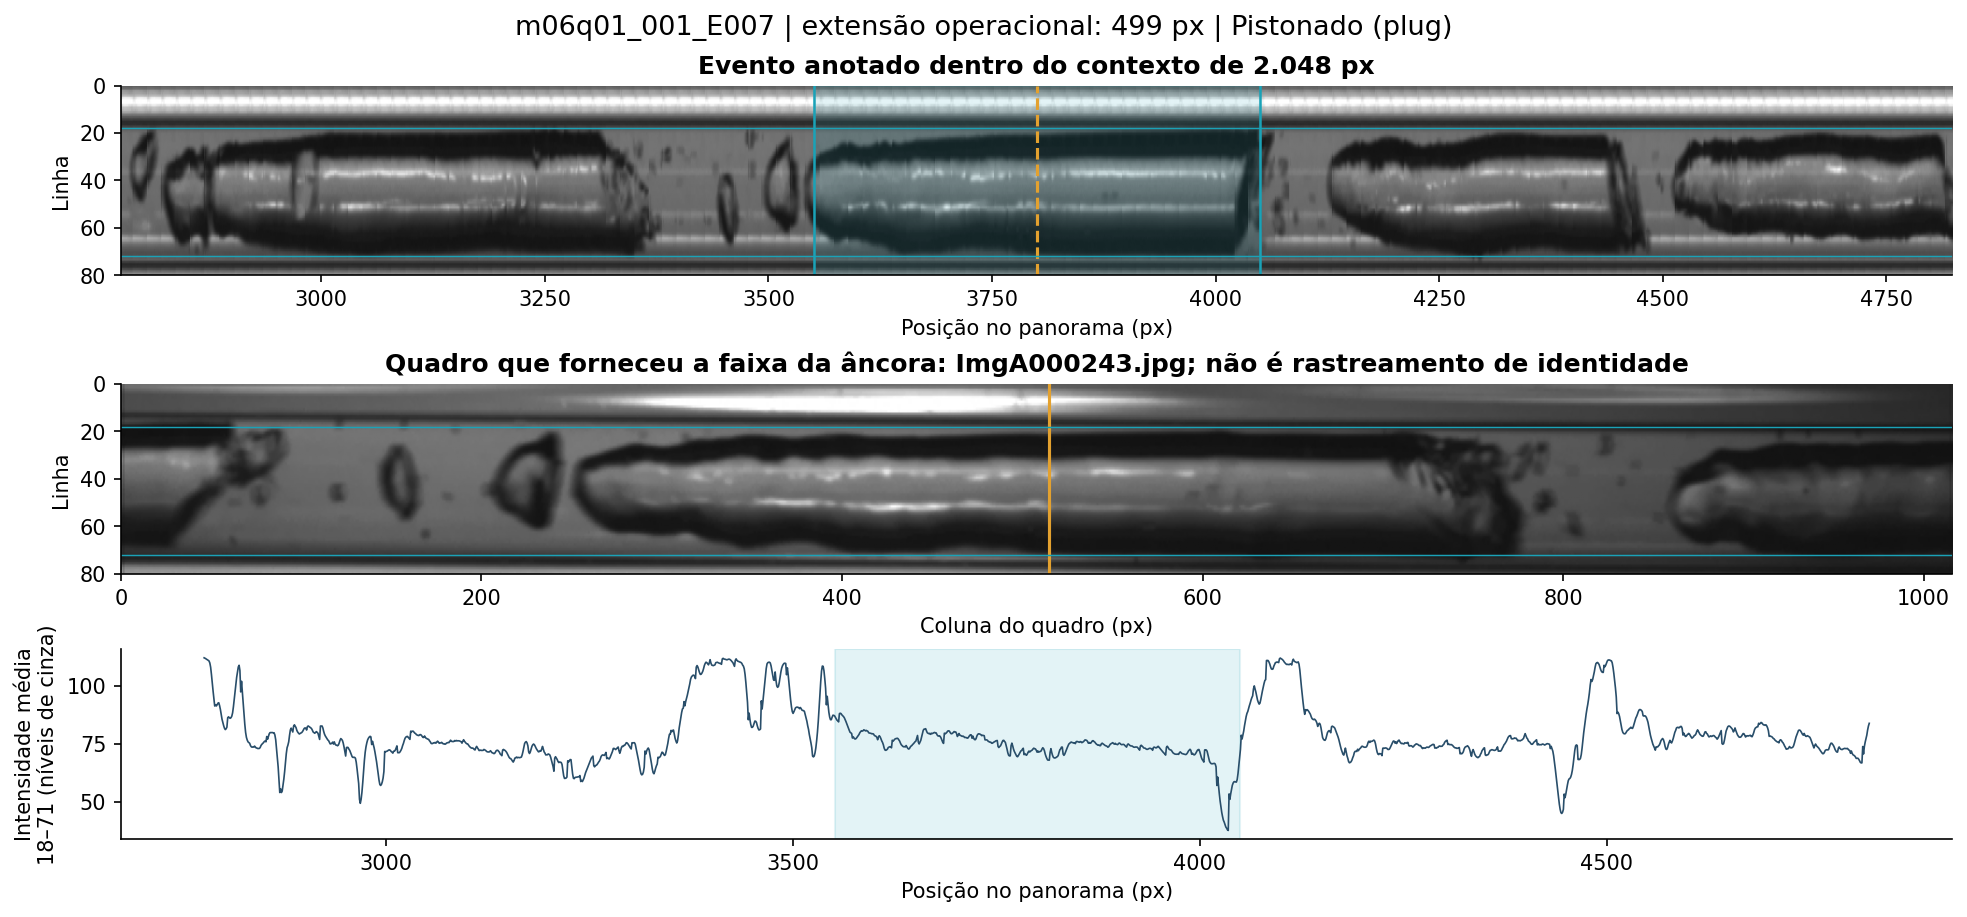 m06q01_001_E007 | extensão operacional: 499 px | Pistonado (plug)
Evento anotado dentro do contexto de 2.048 px
0
20
40
60
80
Linha
3000 3250 3500 3750 4000 4250 4500 4750
Posição no panorama (px)
Quadro que forneceu a faixa da âncora: ImgA000243.jpg; não é rastreamento de identidade
0
20
40
60
80
Linha
0 200 400 600 800 1000
Coluna do quadro (px)
Intensidade média
18–71 (níveis de cinza)
100
75
50
3000 3500 4000 4500
Posição no panorama (px)